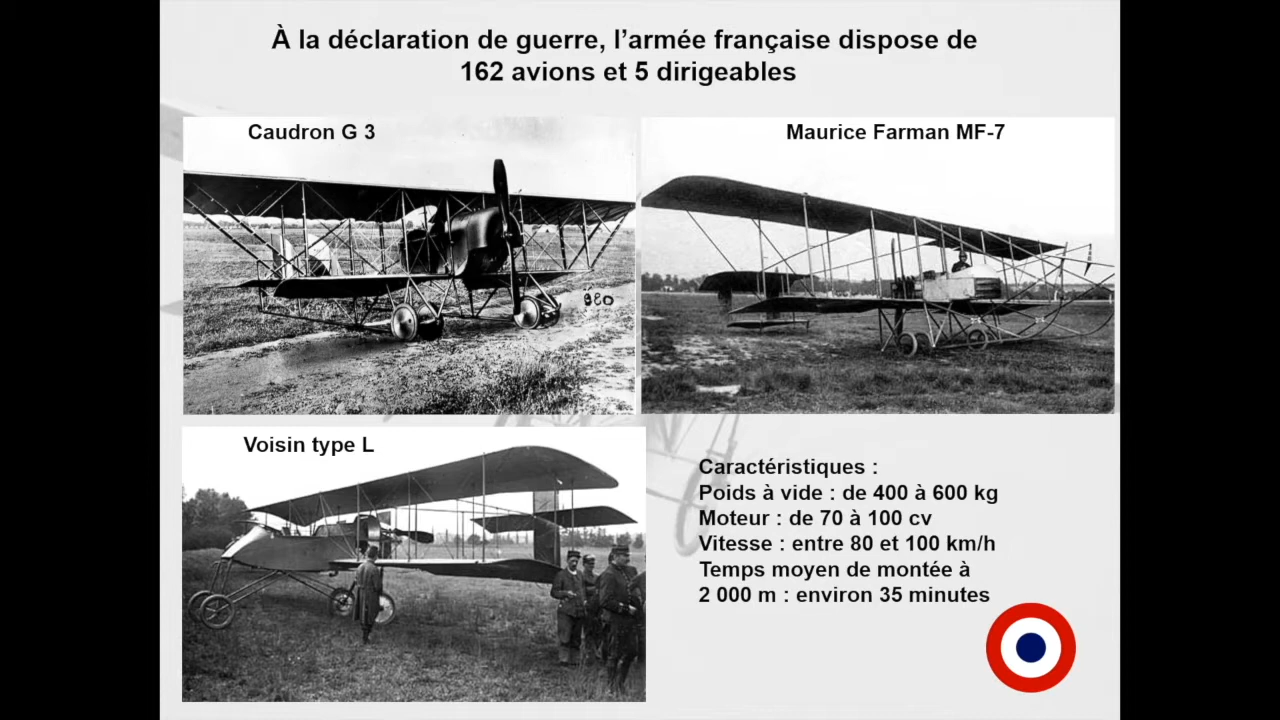 À la déclaration de guerre, l’armée française dispose de
162 avions et 5 dirigeables
Caudron G 3
Maurice Farman MF-7
Voisin type L
Caractéristiques :
Poids à vide : de 400 à 600 kg
Moteur : de 70 à 100 cv
Vitesse : entre 80 et 100 km/h
Temps moyen de montée à
2 000 m : environ 35 minutes